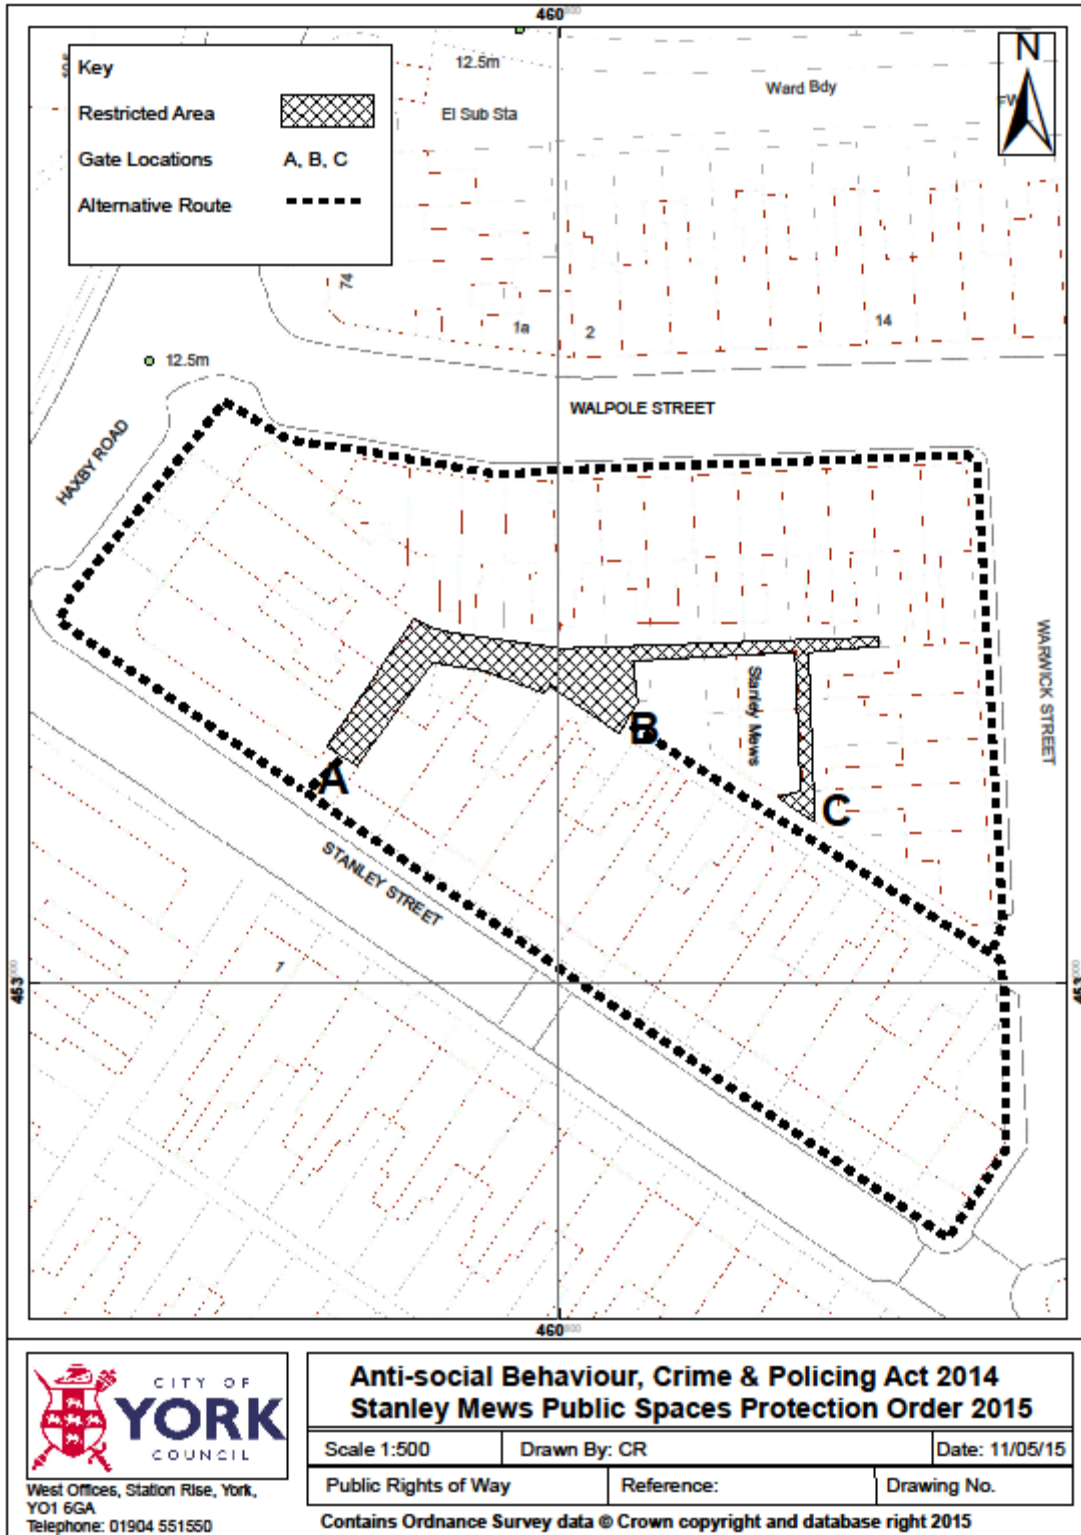 460
Key
Restricted Area
Gate Locations A, B, C
Alternative Route
N
12.5m
El Sub Sta
Ward Bdy
74
1a
2
14
12.5m
WALPOLE STREET
HAXBY ROAD
WARWICK STREET
Stanley Mews
A
B
C
STANLEY STREET
1
453
460
CITY OF
YORK
COUNCIL
West Offices, Station Rise, York,
YO1 6GA
Telephone: 01904 551550
Anti-social Behaviour, Crime & Policing Act 2014
Stanley Mews Public Spaces Protection Order 2015
Scale 1:500 Drawn By: CR Date: 11/05/15
Public Rights of Way Reference: Drawing No.
Contains Ordnance Survey data © Crown copyright and database right 2015